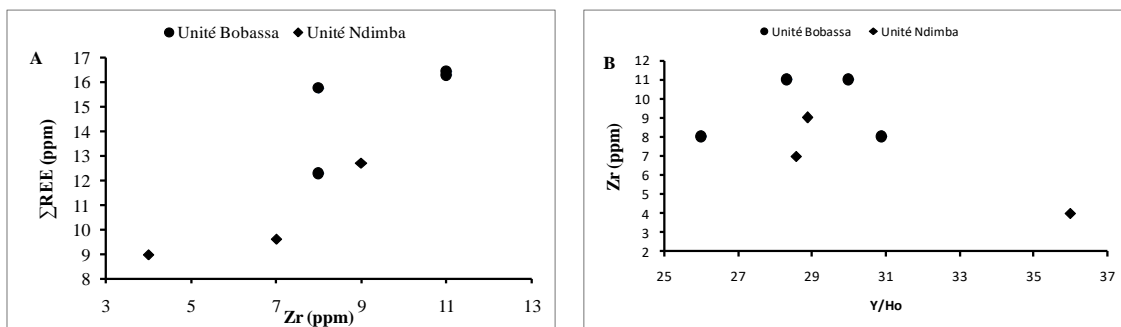 Unité Bobassa Unité Ndimba
A
17
16
15
14
13
12
11
10
9
8
∑REE (ppm)
3 5 7 9 11 13
Zr (ppm)
Unité Bobassa Unité Ndimba
B
12
11
10
9
8
7
6
5
4
3
2
Zr (ppm)
25 27 29 31 33 35 37
Y/Ho